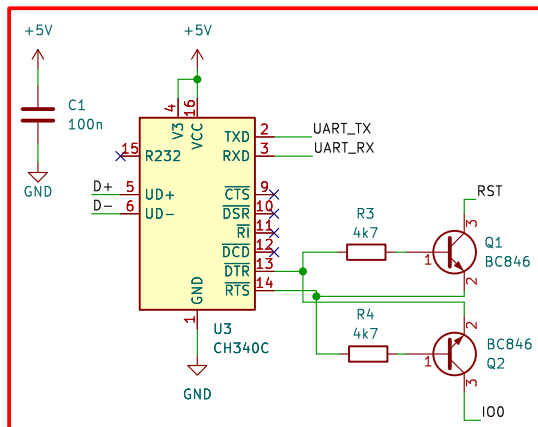 +5V
+5V
C1
100n
GND
4
16
V3
VCC
TXD
2
UART_TX
15
R232
RXD
3
UART_RX
D+
5
UD+
CTS
9
D-
6
UD-
DSR
10
RI
11
DCD
12
DTR
13
RTS
14
GND
1
U3
CH340C
GND
RST
R3
4k7
3
1
2
Q1
BC846
R4
4k7
2
1
3
BC846
Q2
IO0